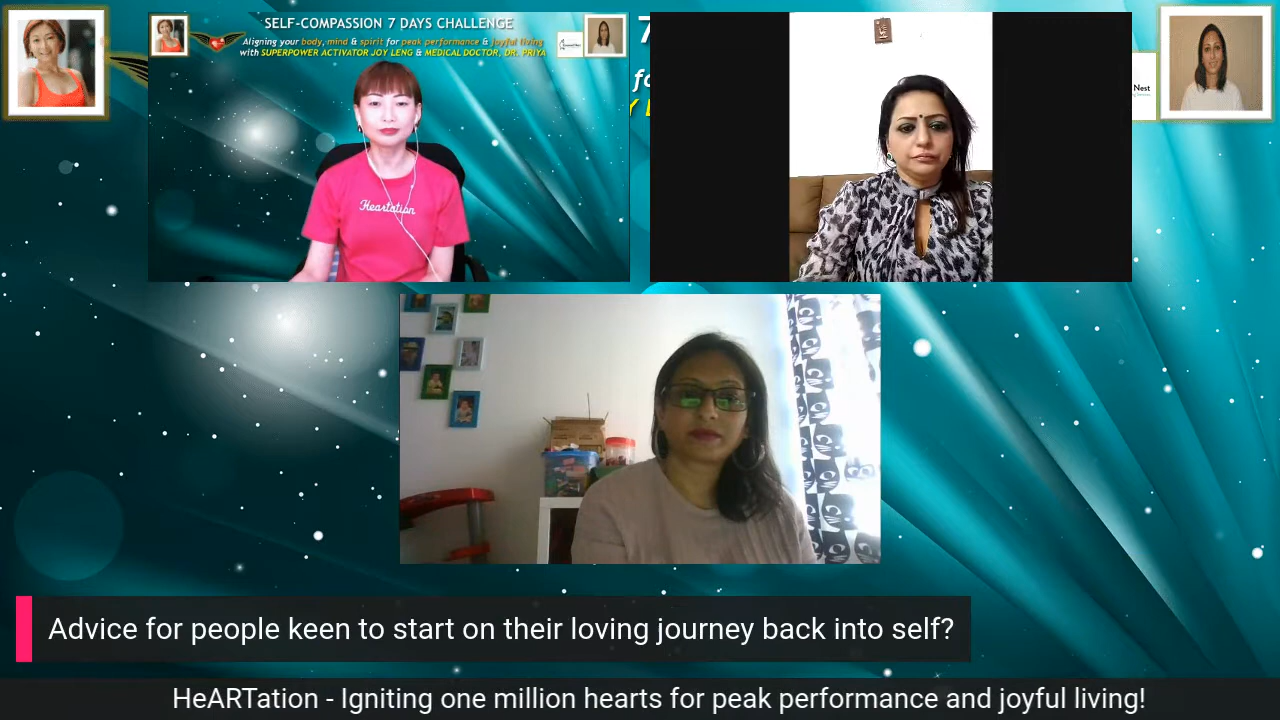 SELF-COMPASSION 7 DAYS CHALLENGE
Aligning your body, mind & spirit for peak performance & joyful living
with SUPERPOWER ACTIVATOR JOY LENG & MEDICAL DOCTOR, DR. PRIYA
7
fo
Nest
Heartation
Advice for people keen to start on their loving journey back into self?
HeARTation - Igniting one million hearts for peak performance and joyful living!